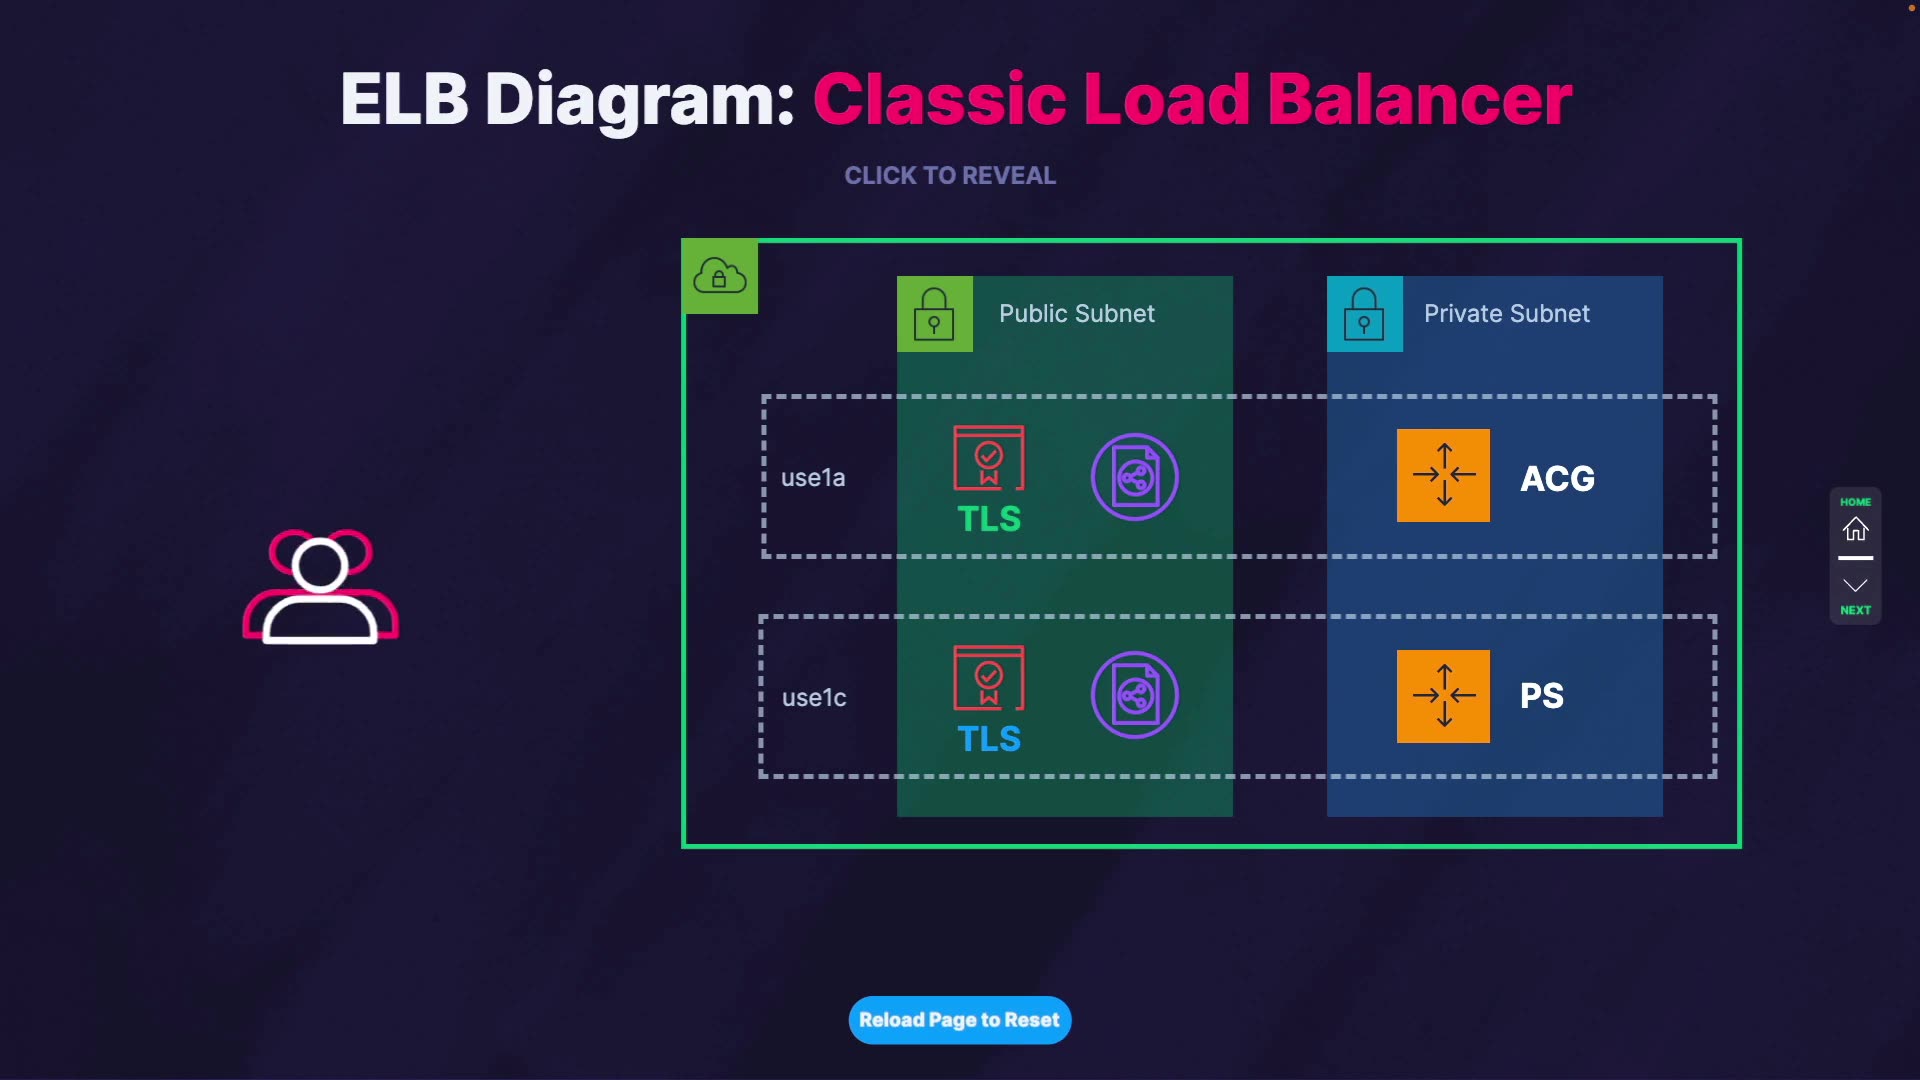 ELB Diagram: Classic Load Balancer
CLICK TO REVEAL
Public Subnet
Private Subnet
use1a
TLS
ACG
use1c
TLS
PS
HOME
NEXT
Reload Page to Reset